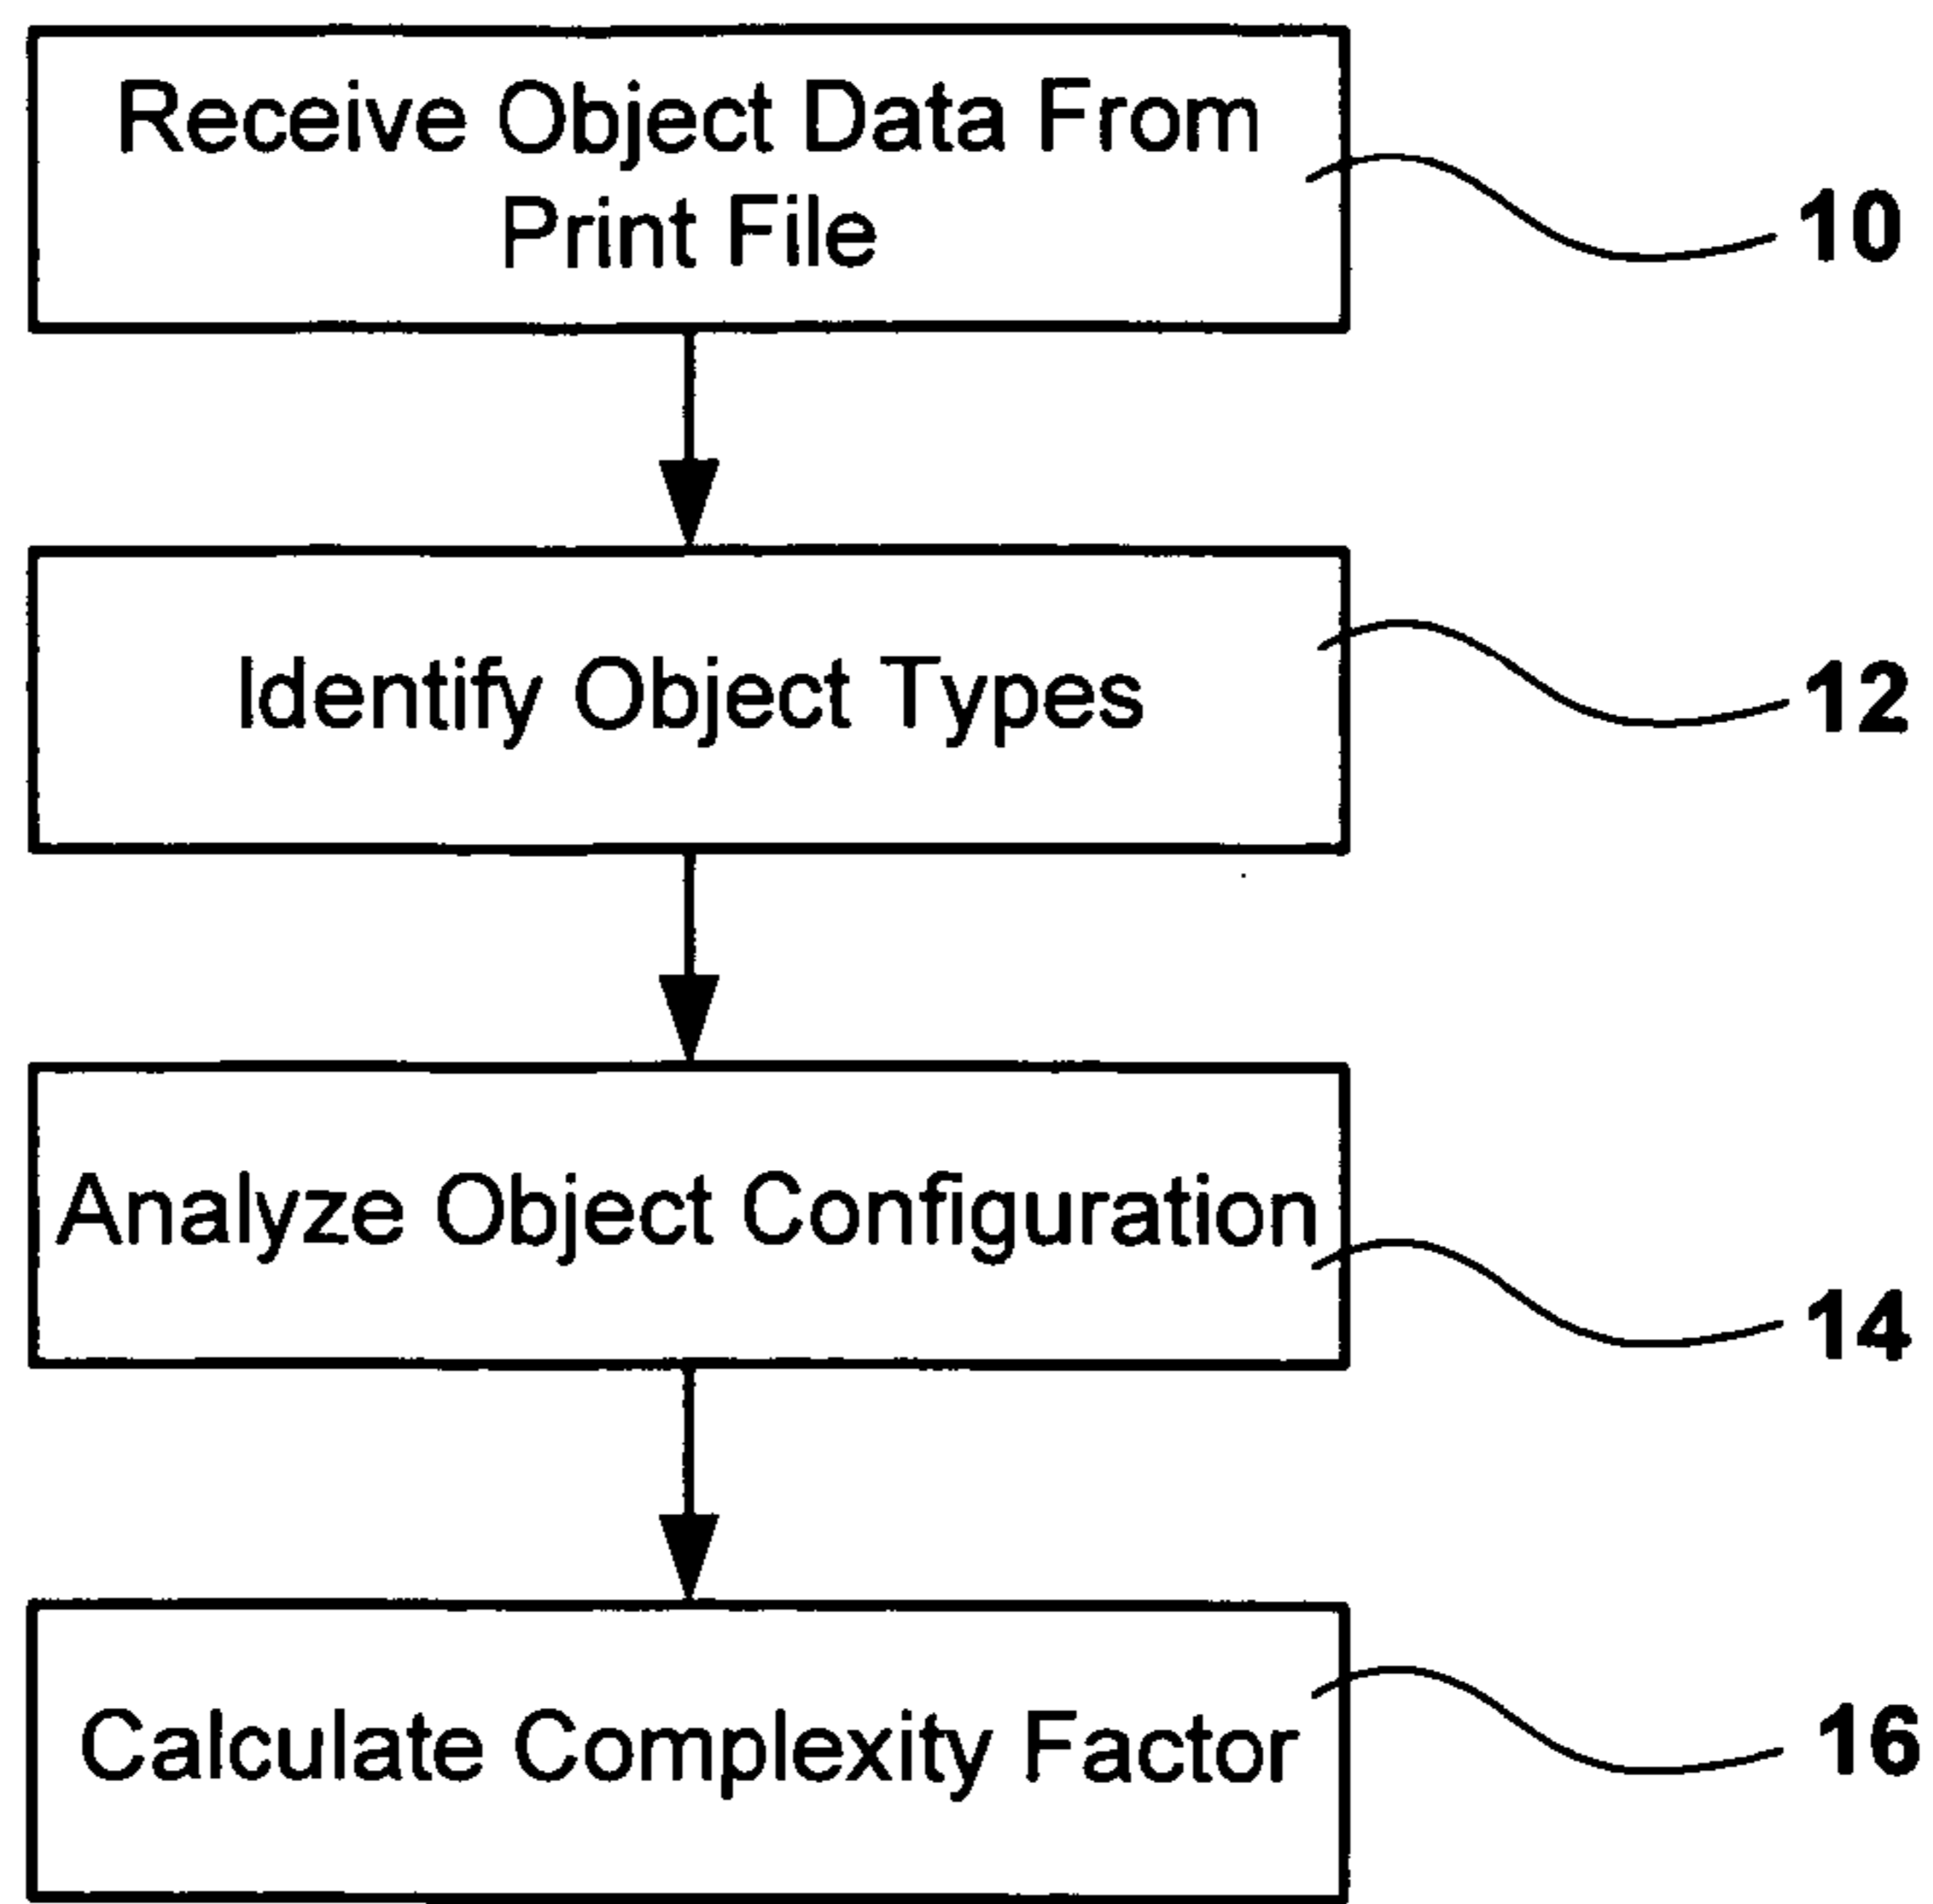 Receive Object Data From
Print File
10
Identify Object Types
12
Analyze Object Configuration
14
Calculate Complexity Factor
16